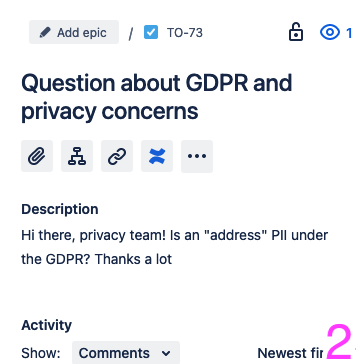 Add epic / TO-73 1
Question about GDPR and
privacy concerns
Description
Hi there, privacy team! Is an "address" PII under
the GDPR? Thanks a lot
Activity
Show: Comments Newest fir
2